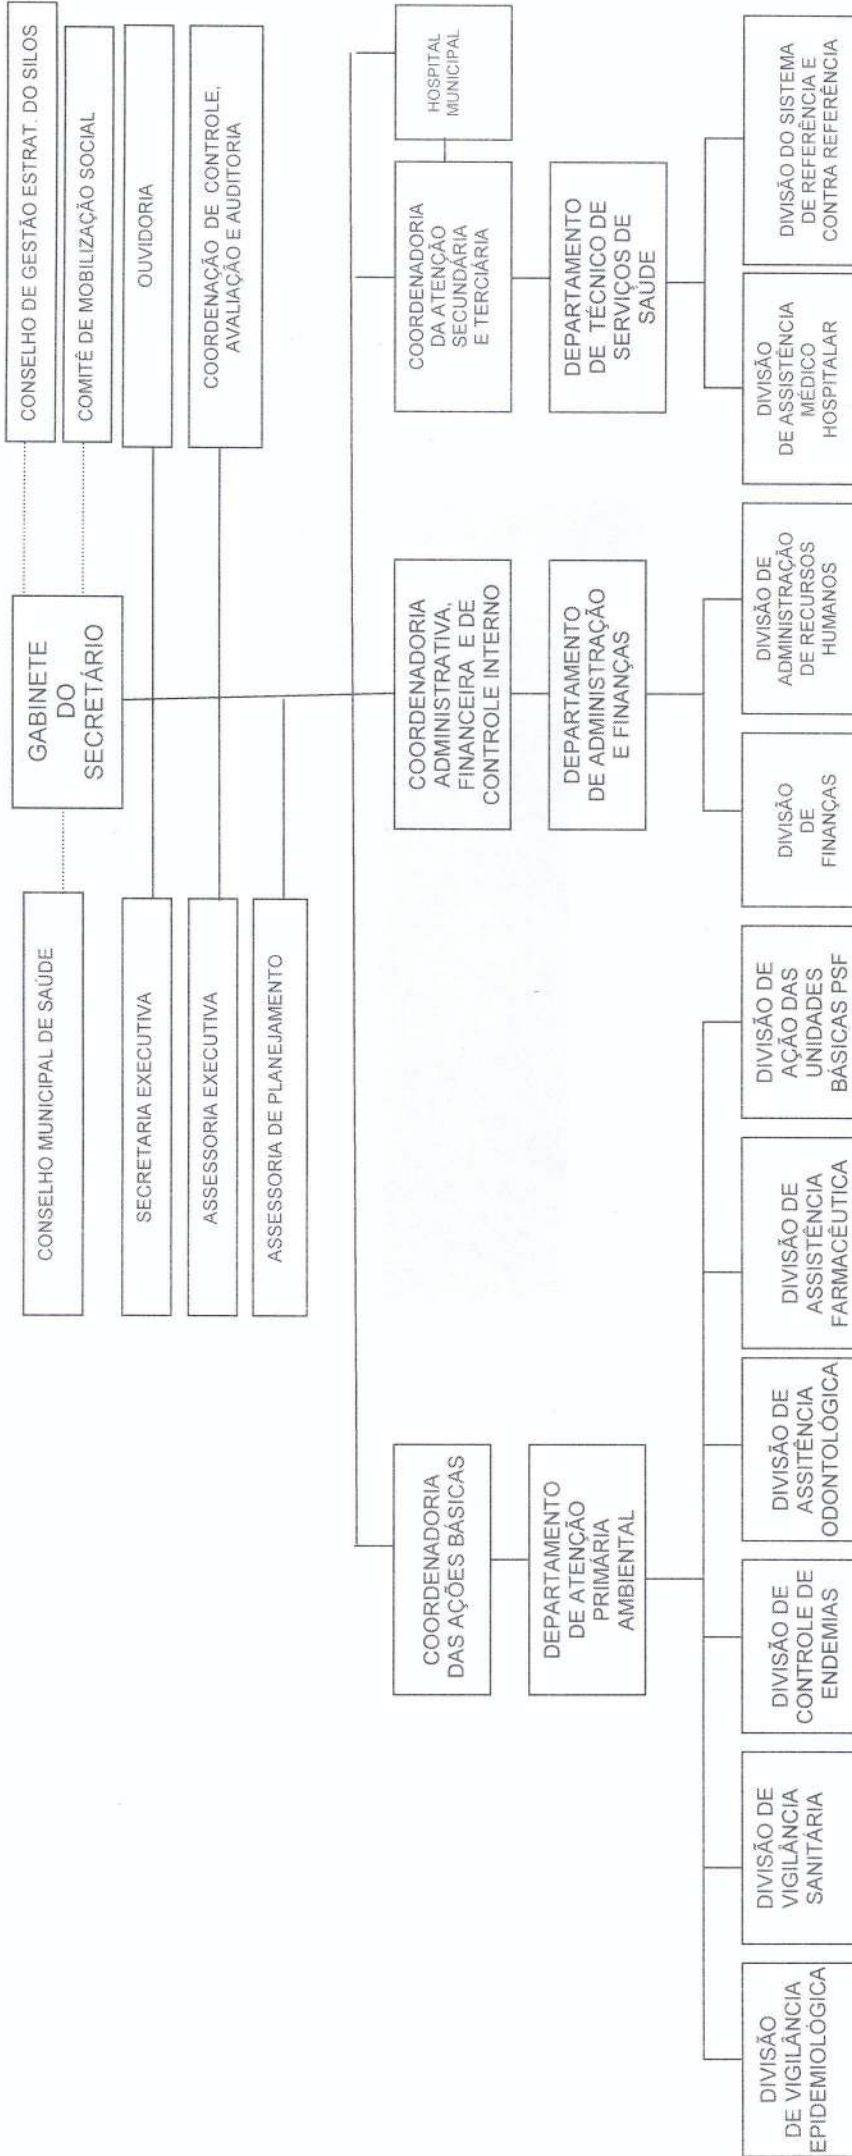 CONSELHO DE GESTÃO ESTRAT. DO SILOS
COMITÊ DE MOBILIZAÇÃO SOCIAL
OUVIDORIA
COORDENAÇÃO DE CONTROLE,
AVALIAÇÃO E AUDITORIA
GABINETE
DO
SECRETÁRIO
CONSELHO MUNICIPAL DE SAÚDE
SECRETARIA EXECUTIVA
ASSESSORIA EXECUTIVA
ASSESSORIA DE PLANEJAMENTO
COORDENADORIA
DAS AÇÕES BÁSICAS
COORDENADORIA
ADMINISTRATIVA,
FINANCEIRA E DE
CONTROLE INTERNO
COORDENADORIA
DA ATENÇÃO
SECUNDÁRIA
E TERCIÁRIA
HOSPITAL
MUNICIPAL
DEPARTAMENTO
DE ATENÇÃO
PRIMÁRIA
AMBIENTAL
DEPARTAMENTO
DE ADMINISTRAÇÃO
E FINANÇAS
DEPARTAMENTO
DE TÉCNICO DE
SERVIÇOS DE
SAÚDE
DIVISÃO
DE VIGILÂNCIA
EPIDEMIOLÓGICA
DIVISÃO DE
VIGILÂNCIA
SANITÁRIA
DIVISÃO DE
CONTROLE DE
ENDEMIAS
DIVISÃO DE
ASSITÊNCIA
ODONTOLÓGICA
DIVISÃO DE
ASSISTÊNCIA
FARMACÊUTICA
DIVISÃO DE
AÇÃO DAS
UNIDADES
BÁSICAS PSF
DIVISÃO
DE
FINANÇAS
DIVISÃO DE
ADMINISTRAÇÃO
DE RECURSOS
HUMANOS
DIVISÃO
DE ASSISTÊNCIA
MÉDICO
HOSPITALAR
DIVISÃO DO SISTEMA
DE REFERÊNCIA E
CONTRA REFERÊNCIA